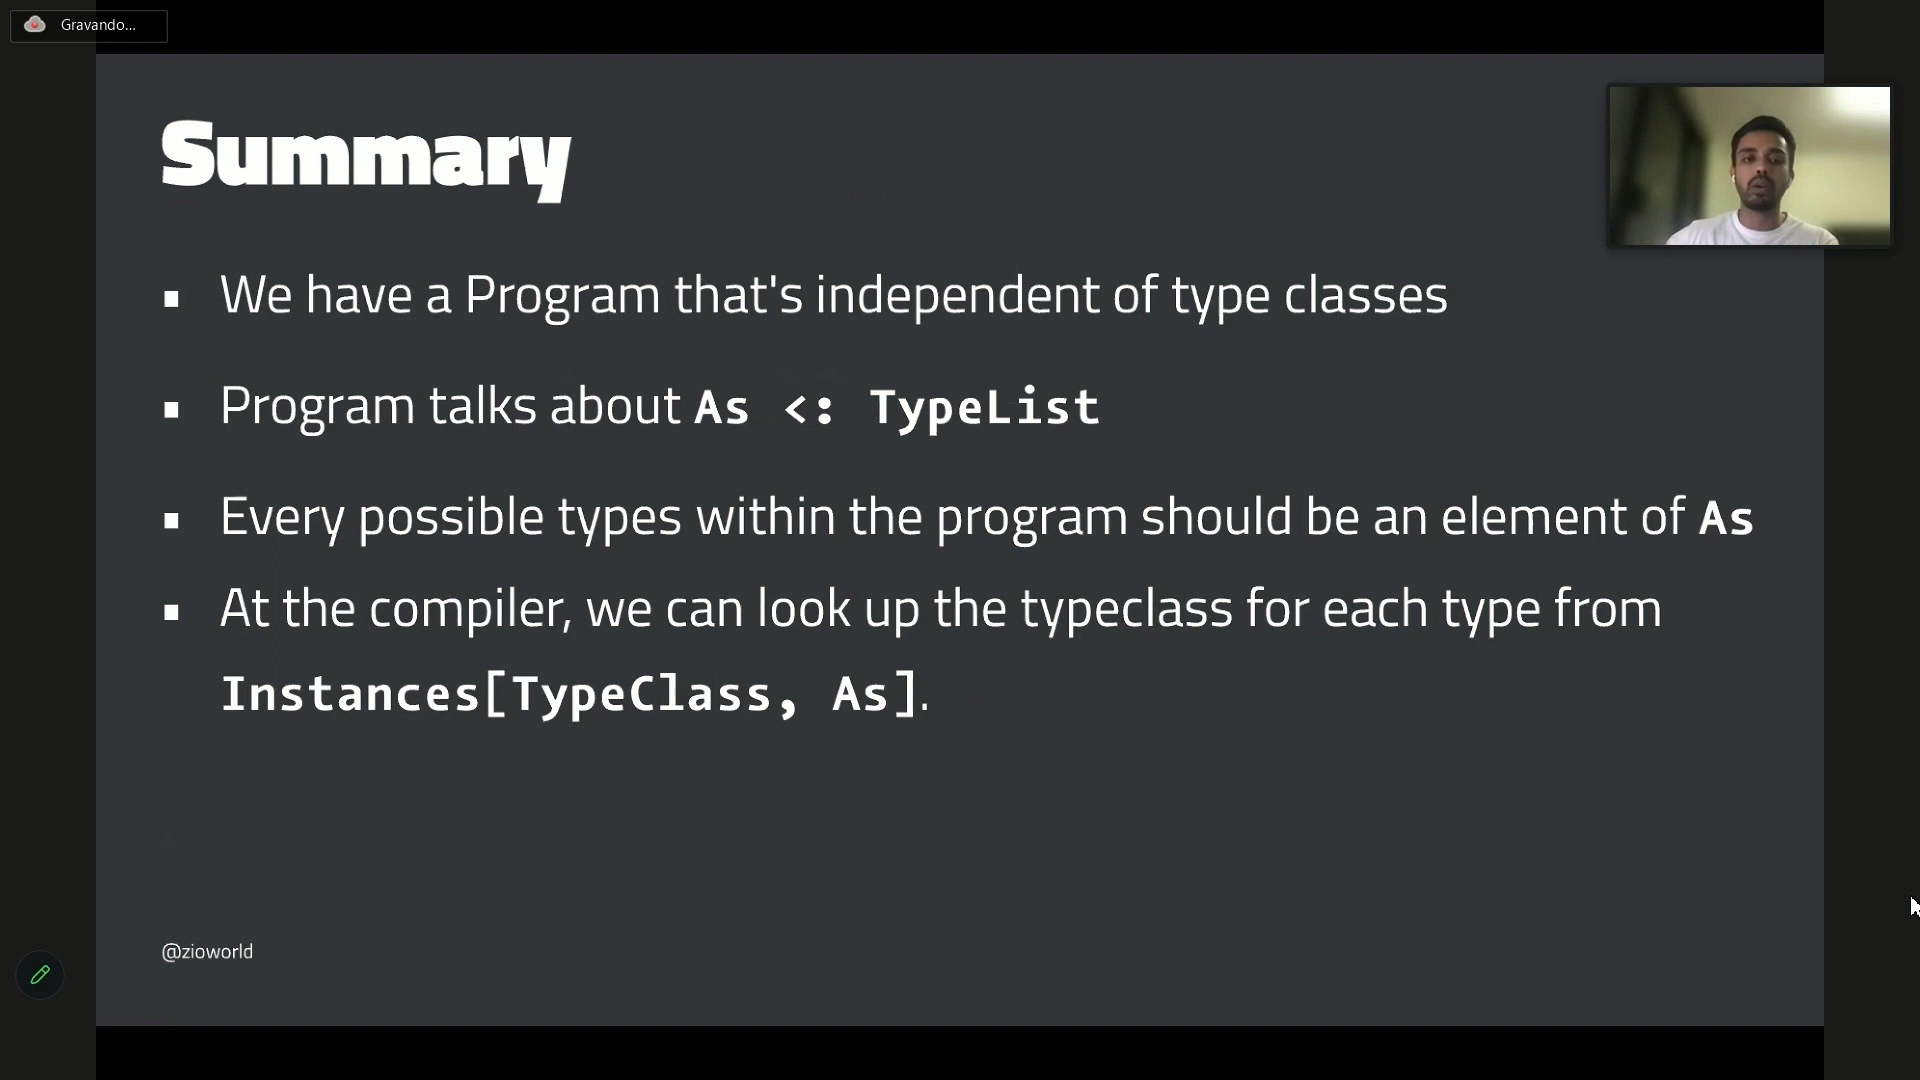 Gravando...
Summary
▪ We have a Program that's independent of type classes
▪ Program talks about As <: TypeList
▪ Every possible types within the program should be an element of As
▪ At the compiler, we can look up the typeclass for each type from
Instances[TypeClass, As].
@zioworld